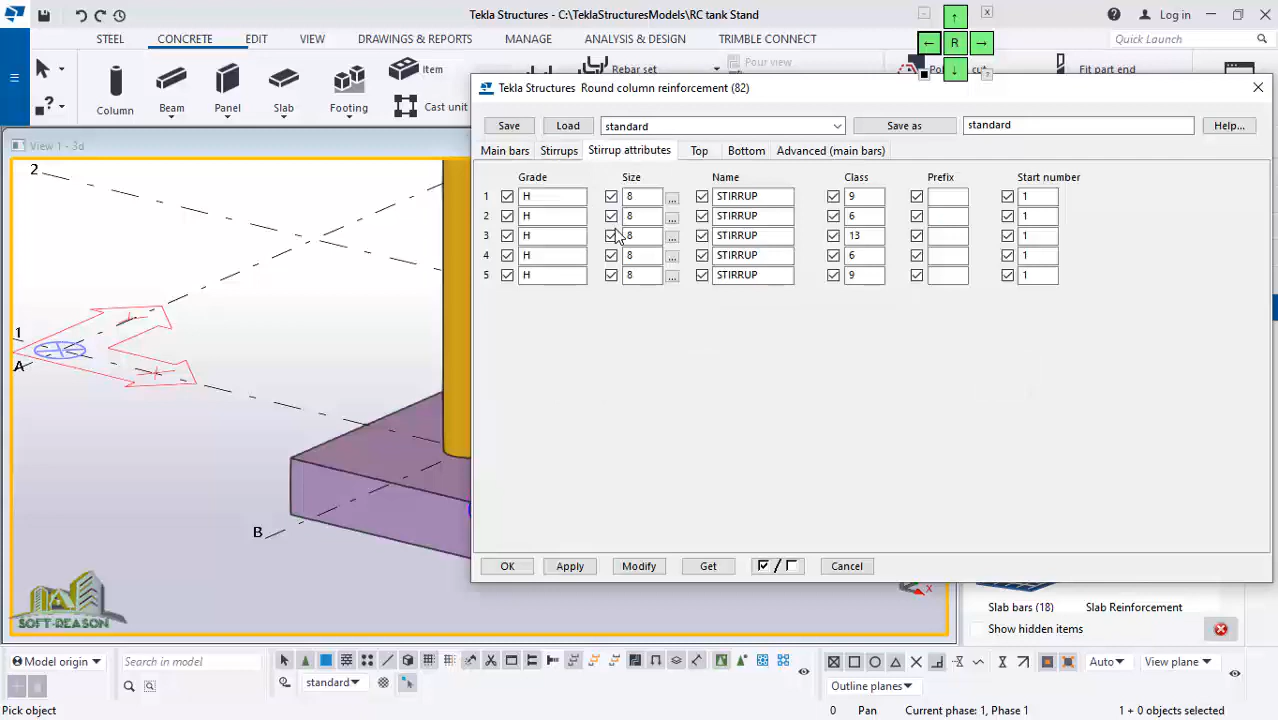 Tekla Structures - C:\TeklaStructuresModels\RC tank Stand
Log in
STEEL CONCRETE EDIT VIEW DRAWINGS & REPORTS MANAGE ANALYSIS & DESIGN TRIMBLE CONNECT
Quick Launch
R
Column Beam Panel Slab Footing
Item
Cast unit
Rebar set
Pour view
Fit part end
Tekla Structures Round column reinforcement (82)
Save Load standard Save as standard Help...
Main bars Stirrups Stirrup attributes Top Bottom Advanced (main bars)
Grade Size Name Class Prefix Start number
1 H 8 ... STIRRUP 9 1
2 H 8 ... STIRRUP 6 1
3 H 8 ... STIRRUP 13 1
4 H 8 ... STIRRUP 6 1
5 H 8 ... STIRRUP 9 1
OK Apply Modify Get / Cancel
View 1 - 3d
2
1
A
B
SOFT-REASON
x
Slab bars (18) Slab Reinforcement
Show hidden items
Model origin Search in model
standard
Auto View plane
Outline planes
Pick object
0 Pan Current phase: 1, Phase 1 1 + 0 objects selected